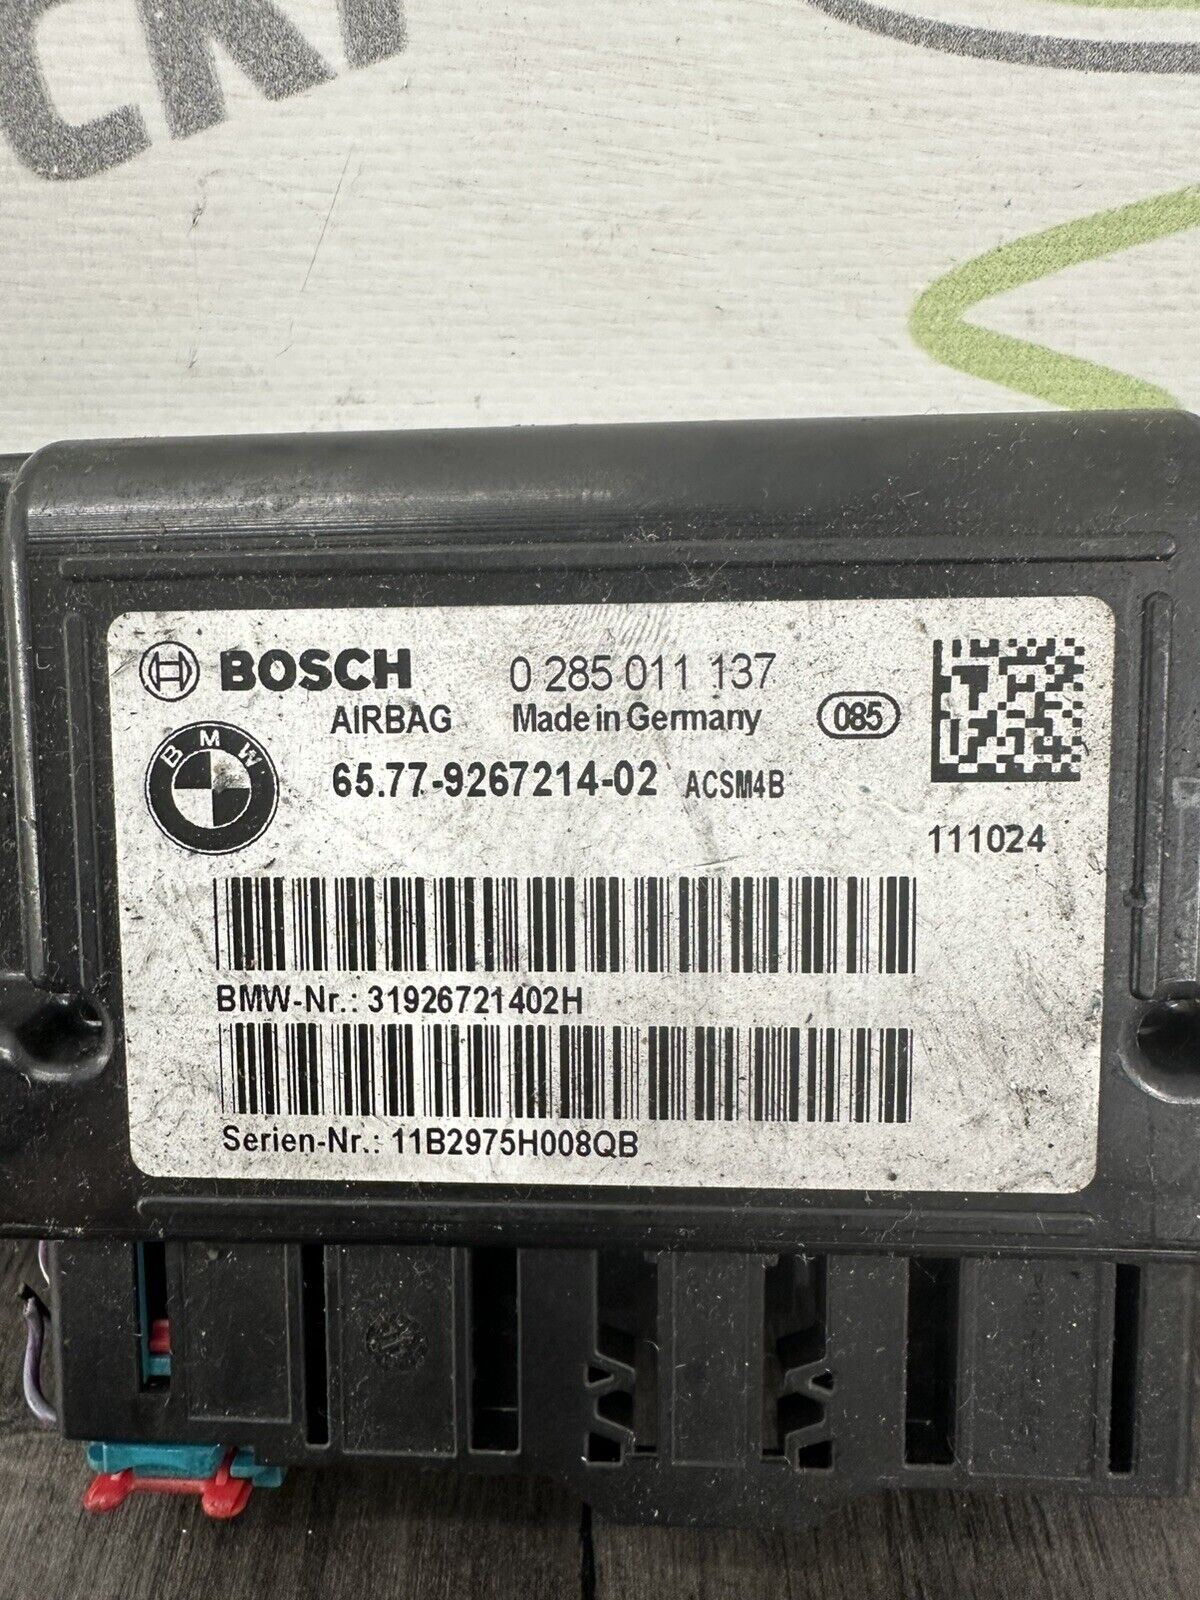 BOSCH 0 285 011 137
AIRBAG Made in Germany 085
BMW
65.77-9267214-02 ACSM4B
111024
BMW-Nr.: 31926721402H
Serien-Nr.: 11B2975H008QB